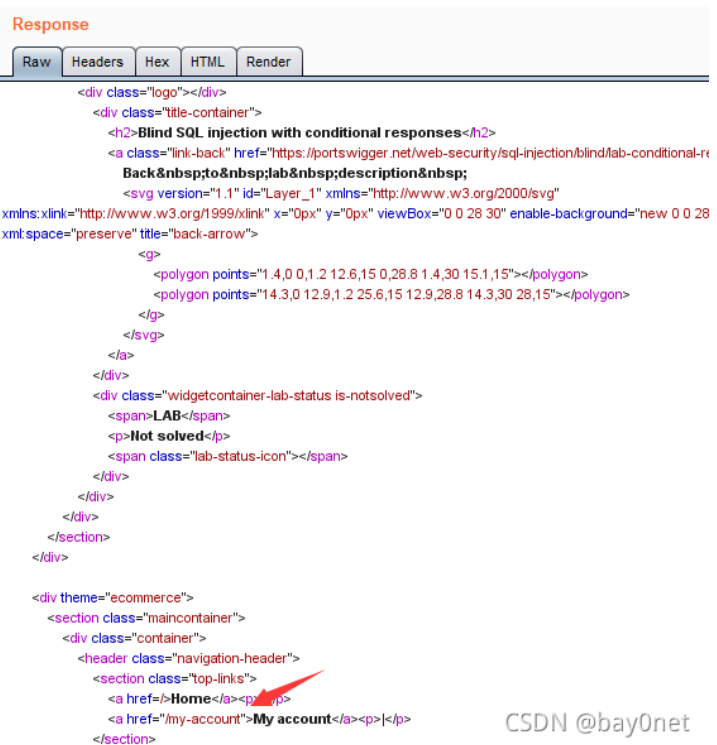 Response
Raw Headers Hex HTML Render
<div class="logo"></div>
<div class="title-container">
<h2>Blind SQL injection with conditional responses</h2>
<a class="link-back" href="https://portswigger.net/web-security/sql-injection/blind/lab-conditional-re
Back&nbsp;to&nbsp;lab&nbsp;description&nbsp;
<svg version="1.1" id="Layer_1" xmlns="http://www.w3.org/2000/svg"
xmlns:xlink="http://www.w3.org/1999/xlink" x="0px" y="0px" viewBox="0 0 28 30" enable-background="new 0 0 28
xml:space="preserve" title="back-arrow">
<g>
<polygon points="1.4,0 0,1.2 12.6,15 0,28.8 1.4,30 15.1,15"></polygon>
<polygon points="14.3,0 12.9,1.2 25.6,15 12.9,28.8 14.3,30 28,15"></polygon>
</g>
</svg>
</a>
</div>
<div class="widgetcontainer-lab-status is-notsolved">
<span>LAB</span>
<p>Not solved</p>
<span class="lab-status-icon"></span>
</div>
</div>
</div>
</section>
</div>
<div theme="ecommerce">
<section class="maincontainer">
<div class="container">
<header class="navigation-header">
<section class="top-links">
<a href=/>Home</a><p
<a href="/my-account">My account</a><p>|</p>
</section>
CSDN @bay0net